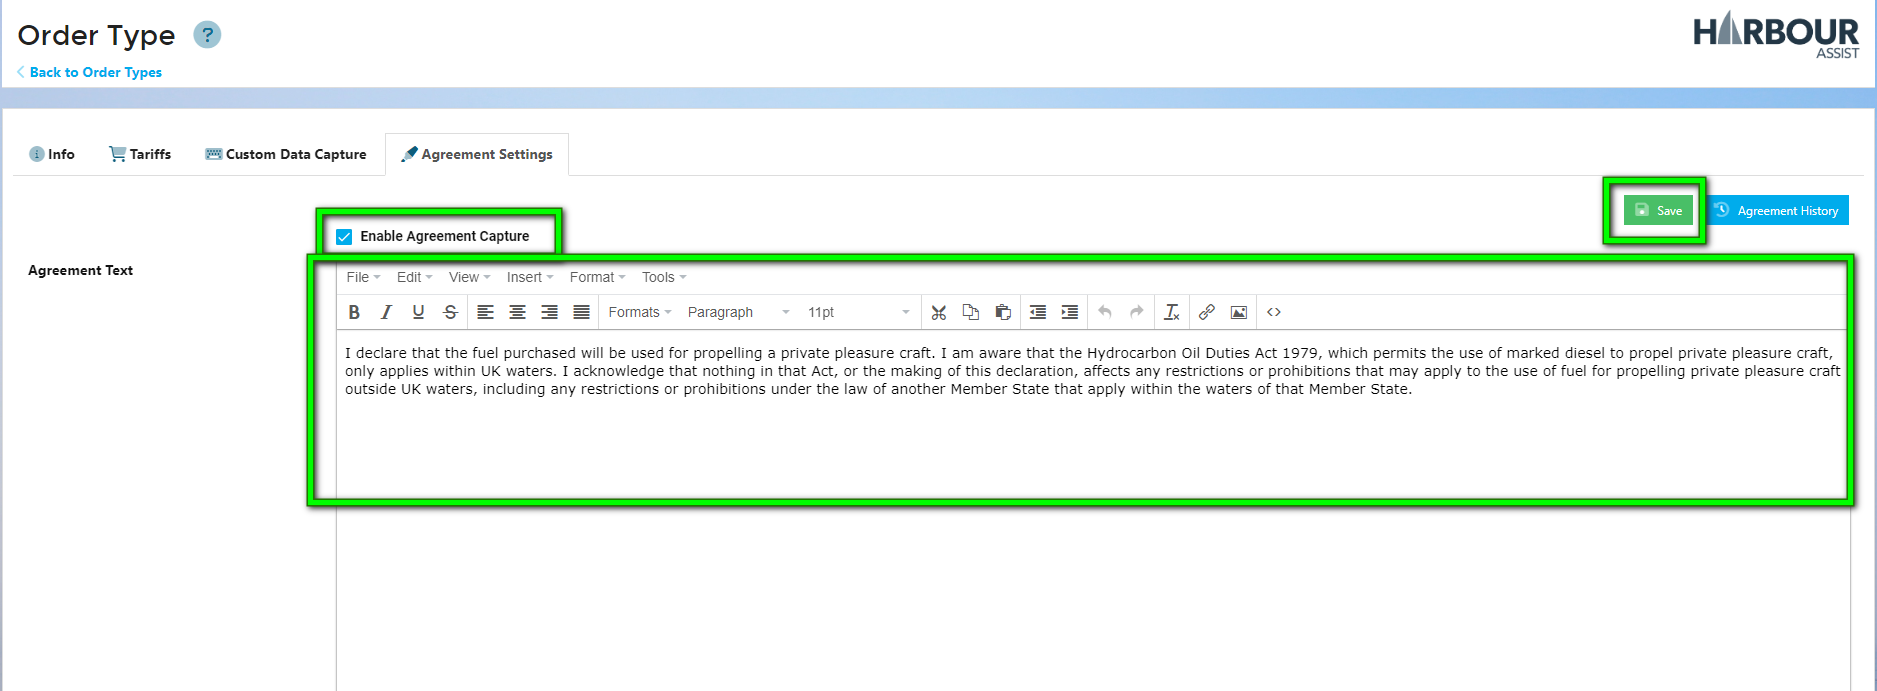 Order Type ?
HARBOUR
ASSIST
Back to Order Types
Info Tariffs Custom Data Capture Agreement Settings
Save Agreement History
Enable Agreement Capture
Agreement Text
File Edit View Insert Format Tools
B I U S Formats Paragraph 11pt
I declare that the fuel purchased will be used for propelling a private pleasure craft. I am aware that the Hydrocarbon Oil Duties Act 1979, which permits the use of marked diesel to propel private pleasure craft,
only applies within UK waters. I acknowledge that nothing in that Act, or the making of this declaration, affects any restrictions or prohibitions that may apply to the use of fuel for propelling private pleasure craft
outside UK waters, including any restrictions or prohibitions under the law of another Member State that apply within the waters of that Member State.